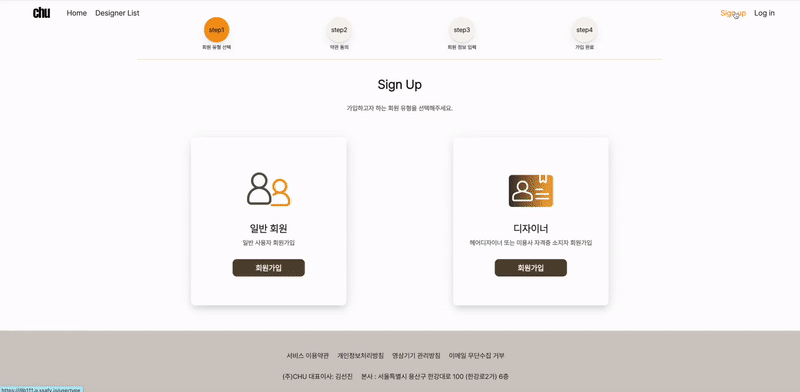 chu Home Designer List Sign up Log in
step1 step2 step3 step4
회원 유형 선택 약관 동의 회원 정보 입력 가입 완료
Sign Up
가입하고자 하는 회원 유형을 선택해주세요.
일반 회원 디자이너
일반 사용자 회원가입 헤어디자이너 또는 미용사 자격증 소지자 회원가입
회원가입 회원가입
서비스 이용약관 개인정보처리방침 영상기기 관리방침 이메일 무단수집 거부
(주)CHU 대표이사: 김선진 본사 : 서울특별시 용산구 한강대로 100 (한강로2가) 6층